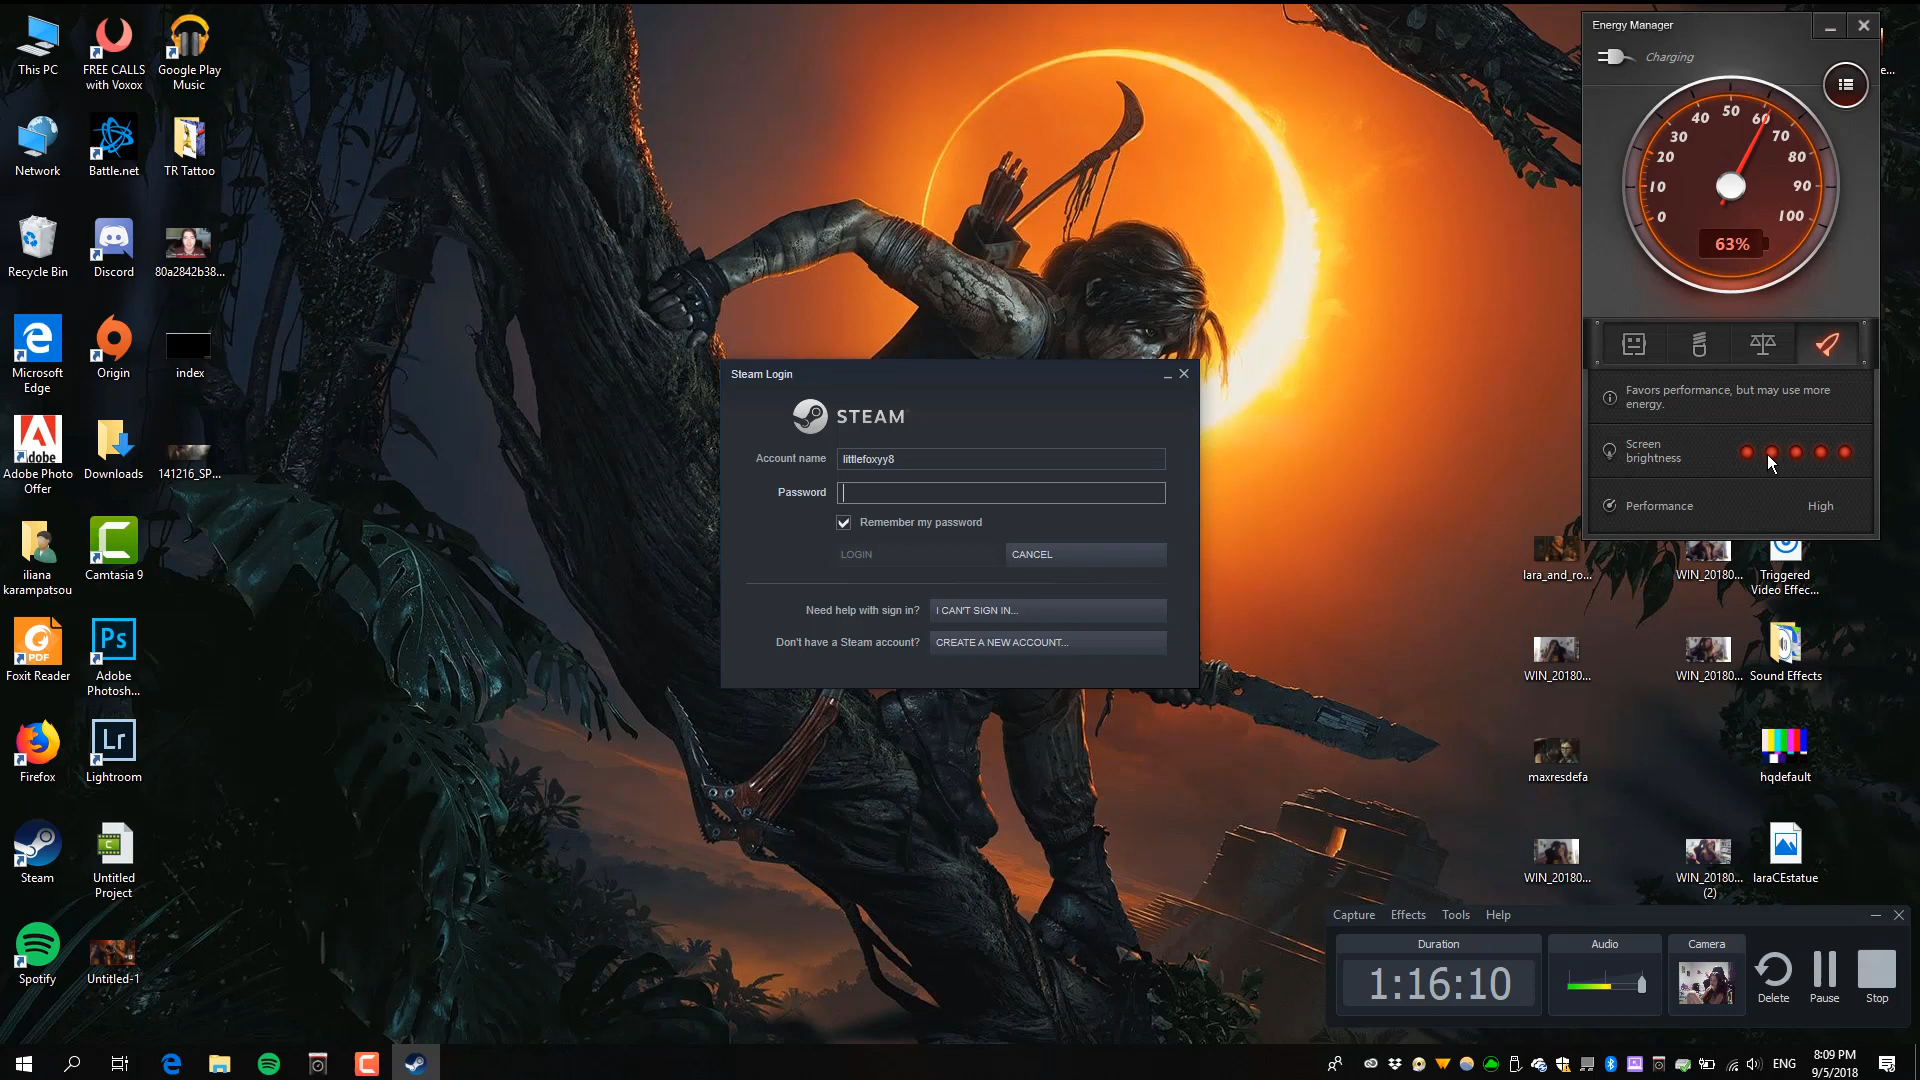 This PC
FREE CALLS
with Voxox
Google Play
Music
Network
Battle.net
TR Tattoo
Recycle Bin
Discord
80a2842b38...
Microsoft
Edge
Origin
index
Adobe
Adobe Photo
Offer
Downloads
141216_SP...
iliana
karampatsou
Camtasia 9
PDF
Foxit Reader
Ps
Adobe
Photosh...
Firefox
Lr
Lightroom
Steam
Untitled
Project
Spotify
Untitled-1
Steam Login
STEAM
Account name
littlefoxyy8
Password
Remember my password
LOGIN
CANCEL
Need help with sign in?
I CAN'T SIGN IN...
Don't have a Steam account?
CREATE A NEW ACCOUNT...
Energy Manager
Charging
0
10
20
30
40
50
60
70
80
90
100
63%
Favors performance, but may use more
energy.
Screen
brightness
Performance
High
lara_and_ro...
WIN_20180...
Triggered
Video Effec...
WIN_20180...
WIN_20180...
Sound Effects
maxresdefa
hqdefault
WIN_20180...
WIN_20180...
(2)
laraCEstatue
Capture
Effects
Tools
Help
Duration
1:16:10
Audio
Camera
Delete
Pause
Stop
ENG
8:09 PM
9/5/2018